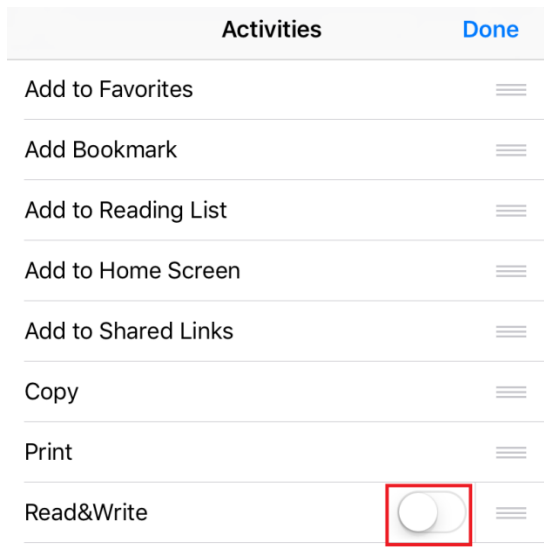 Activities Done
Add to Favorites
Add Bookmark
Add to Reading List
Add to Home Screen
Add to Shared Links
Copy
Print
Read&Write